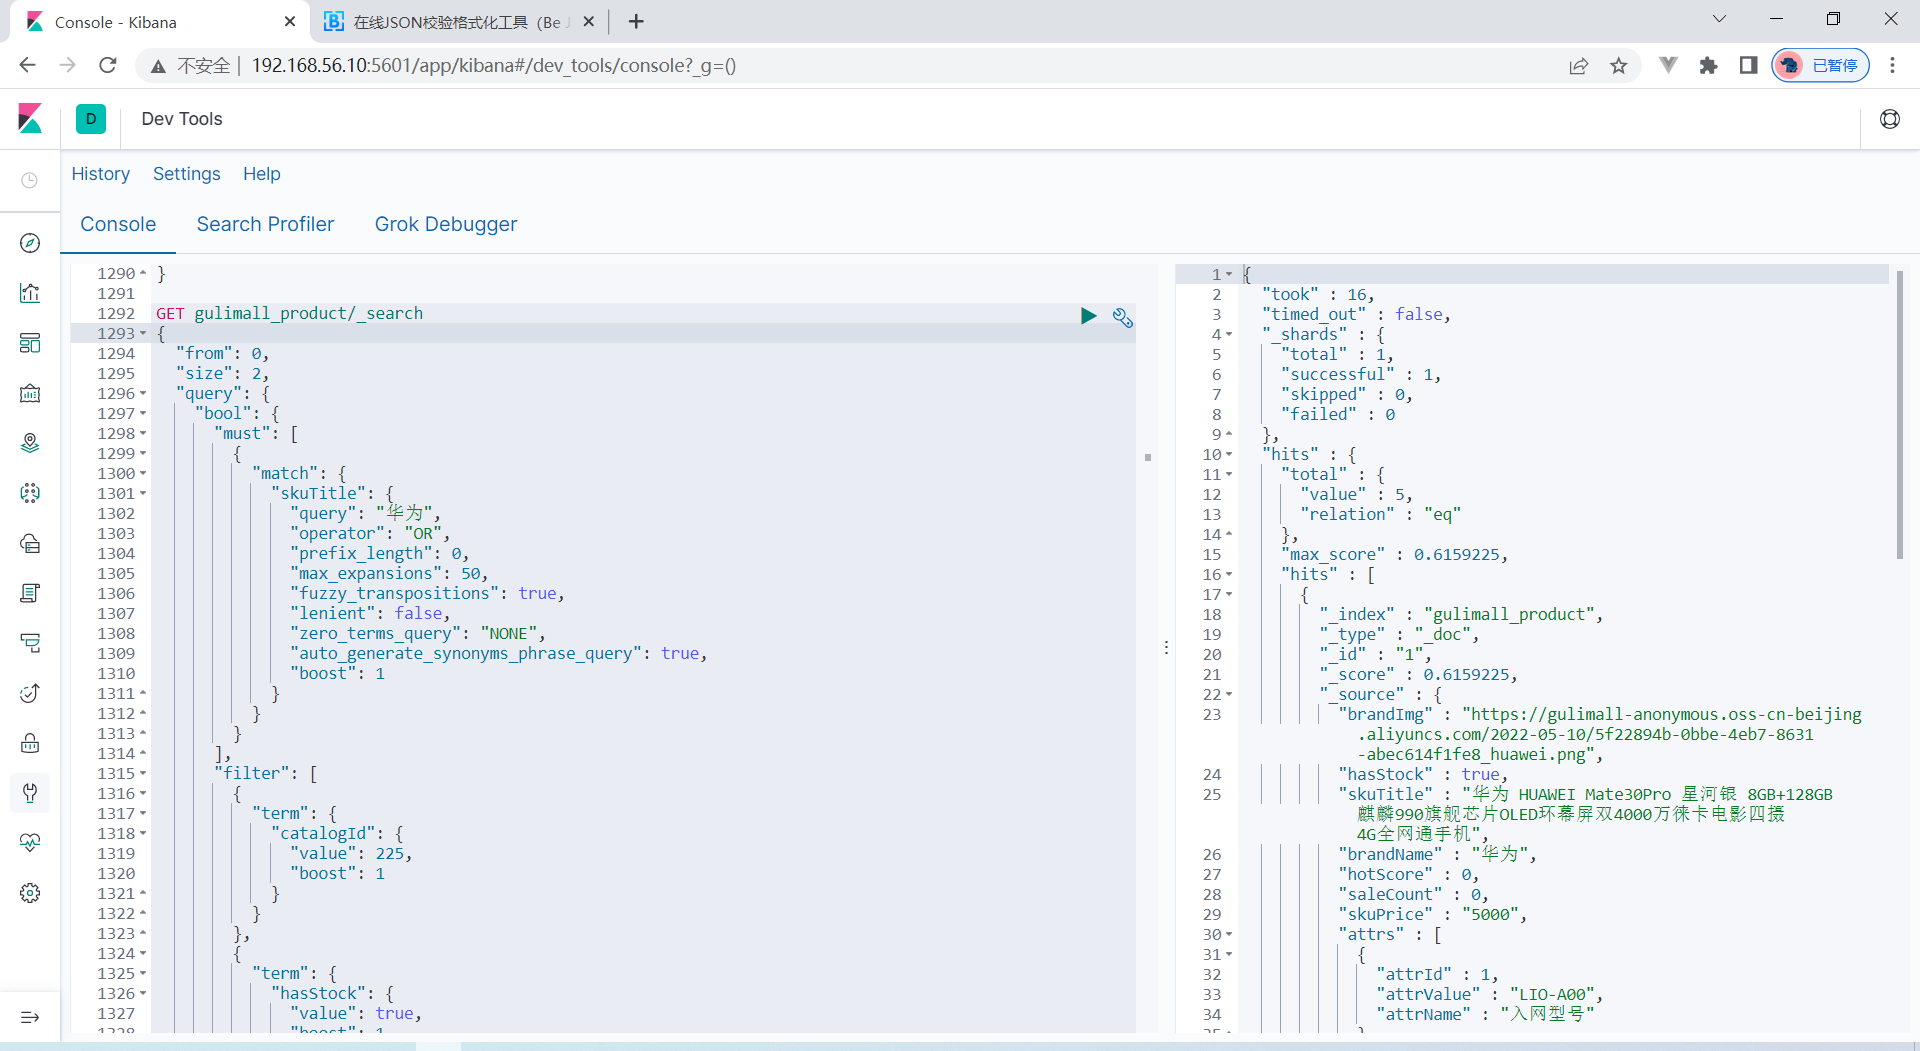 Console - Kibana
在线JSON校验格式化工具（Be J
不安全 | 192.168.56.10:5601/app/kibana#/dev_tools/console?_g=()
已暂停
D
Dev Tools
History Settings Help
Console Search Profiler Grok Debugger
1290 }
1291
1292 GET gulimall_product/_search
1293 {
1294 "from": 0,
1295 "size": 2,
1296 "query": {
1297 "bool": {
1298 "must": [
1299 {
1300 "match": {
1301 "skuTitle": {
1302 "query": "华为",
1303 "operator": "OR",
1304 "prefix_length": 0,
1305 "max_expansions": 50,
1306 "fuzzy_transpositions": true,
1307 "lenient": false,
1308 "zero_terms_query": "NONE",
1309 "auto_generate_synonyms_phrase_query": true,
1310 "boost": 1
1311 }
1312 }
1313 }
1314 ],
1315 "filter": [
1316 {
1317 "term": {
1318 "catalogId": {
1319 "value": 225,
1320 "boost": 1
1321 }
1322 }
1323 },
1324 {
1325 "term": {
1326 "hasStock": {
1327 "value": true,
1328 "boost": 1
1 {
2 "took" : 16,
3 "timed_out" : false,
4 "_shards" : {
5 "total" : 1,
6 "successful" : 1,
7 "skipped" : 0,
8 "failed" : 0
9 },
10 "hits" : {
11 "total" : {
12 "value" : 5,
13 "relation" : "eq"
14 },
15 "max_score" : 0.6159225,
16 "hits" : [
17 {
18 "_index" : "gulimall_product",
19 "_type" : "_doc",
20 "_id" : "1",
21 "_score" : 0.6159225,
22 "_source" : {
23 "brandImg" : "https://gulimall-anonymous.oss-cn-beijing
.aliyuncs.com/2022-05-10/5f22894b-0bbe-4eb7-8631
-abec614f1fe8_huawei.png",
24 "hasStock" : true,
25 "skuTitle" : "华为 HUAWEI Mate30Pro 星河银 8GB+128GB
麒麟990旗舰芯片OLED环幕屏双4000万徕卡电影四摄
4G全网通手机",
26 "brandName" : "华为",
27 "hotScore" : 0,
28 "saleCount" : 0,
29 "skuPrice" : "5000",
30 "attrs" : [
31 {
32 "attrId" : 1,
33 "attrValue" : "LIO-A00",
34 "attrName" : "入网型号"
35 }